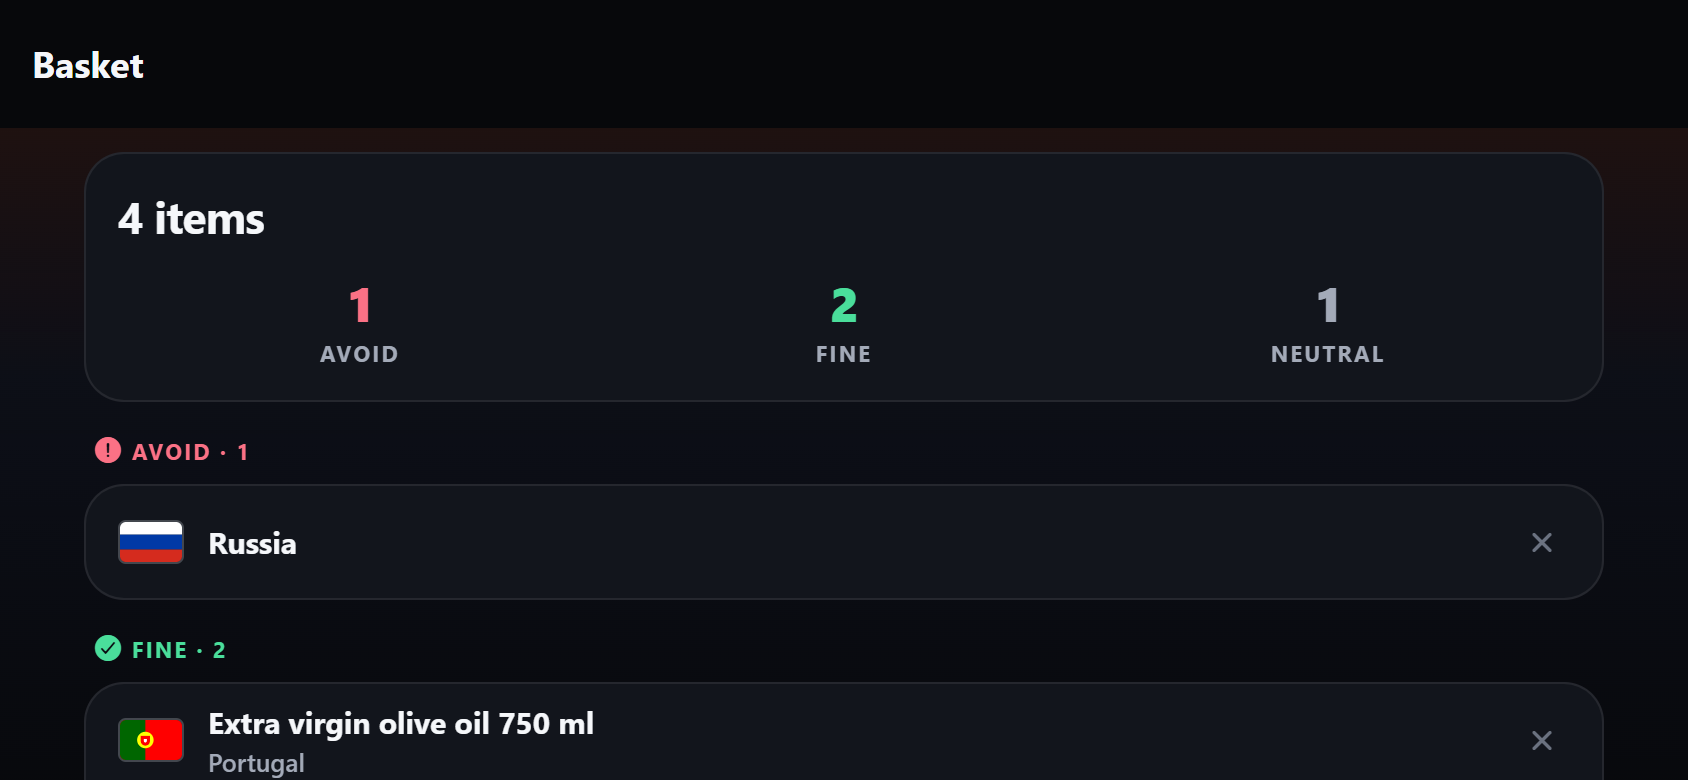 Basket
4 items
1 2 1
AVOID FINE NEUTRAL
AVOID · 1
Russia
FINE · 2
Extra virgin olive oil 750 ml
Portugal